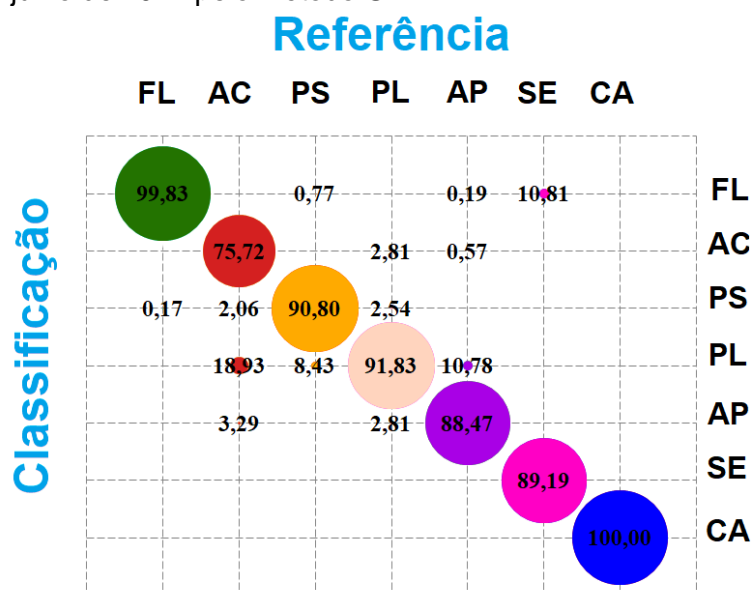 Referência
FL AC PS PL AP SE CA
Classificação
99,83 0,77 0,19 10,81 FL
75,72 2,81 0,57 AC
0,17 2,06 90,80 2,54 PS
18,93 8,43 91,83 10,78 PL
3,29 2,81 88,47 AP
89,19 SE
100,00 CA